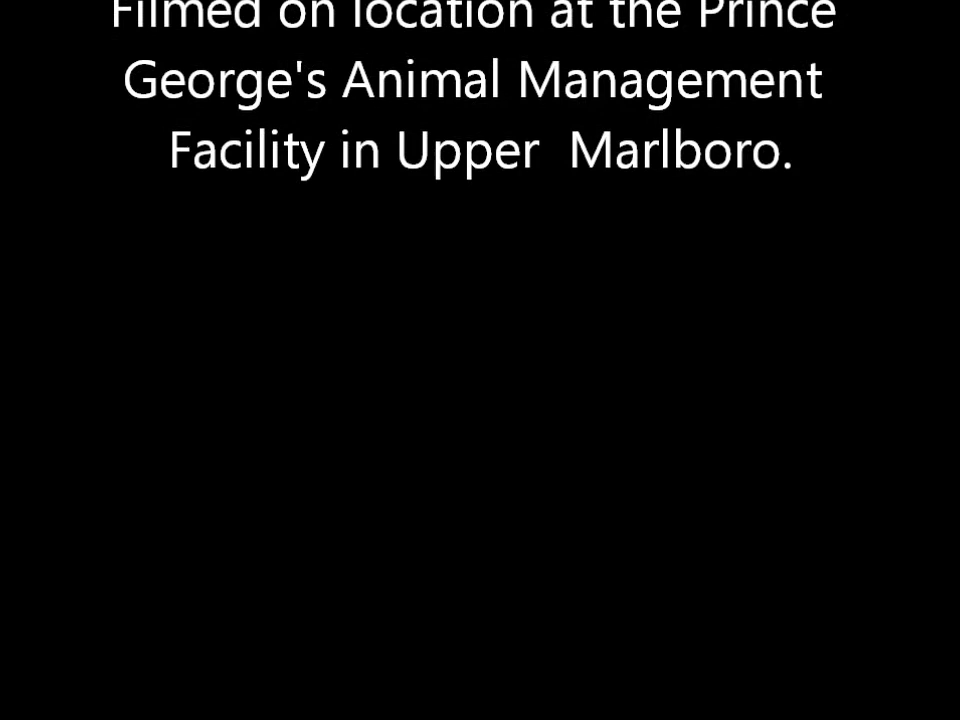 Filmed on location at the Prince
George's Animal Management
Facility in Upper  Marlboro.